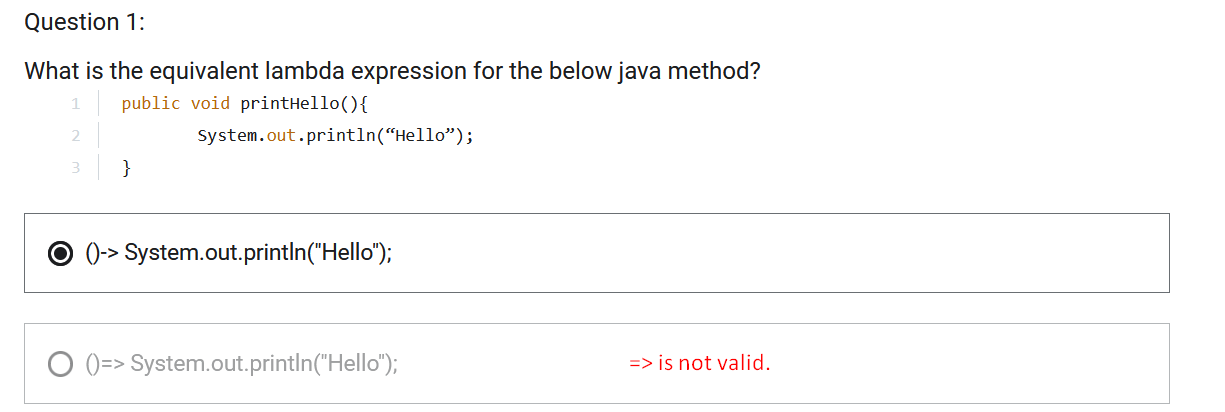 Question 1:
What is the equivalent lambda expression for the below java method?
1 public void printHello(){
2 System.out.println(“Hello”);
3 }
()-> System.out.println("Hello");
()=> System.out.println("Hello"); => is not valid.